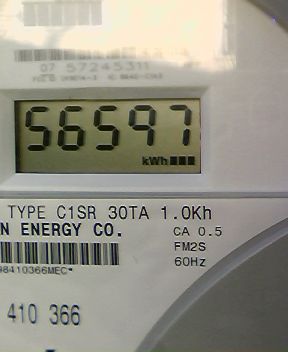 07 57245311
56597
kWh
TYPE C1SR 30TA 1.0Kh
N ENERGY CO.
CA 0.5
FM2S
60Hz
98410366MEC*
410 366